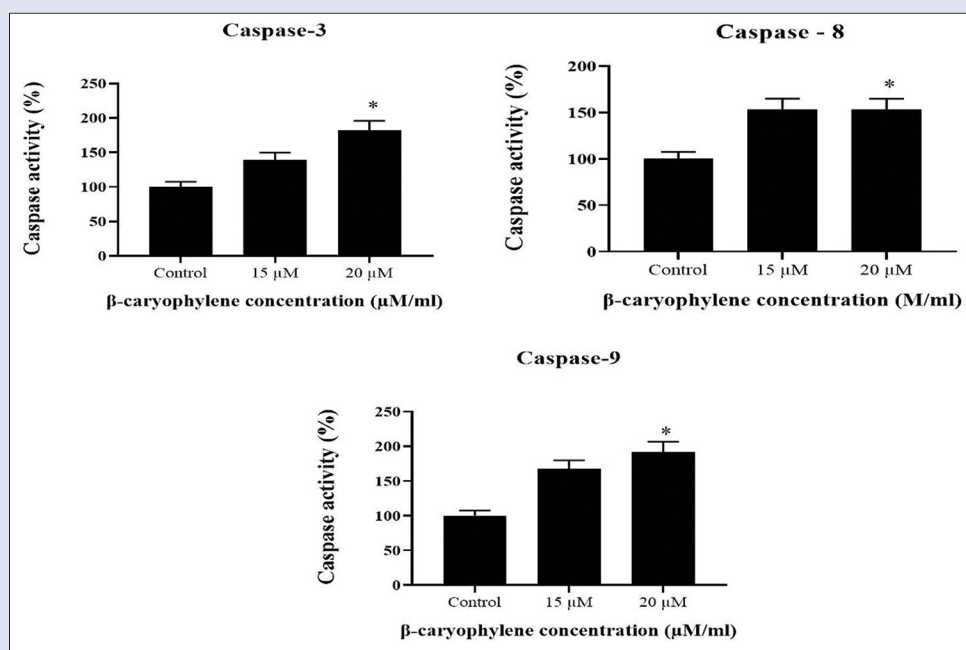 Caspase-3
Caspase activity (%)
250
200
150
100
50
0
*
Control 15 µM 20 µM
β-caryophylene concentration (µM/ml)
Caspase - 8
Caspase activity (%)
200
150
100
50
0
*
Control 15 µM 20 µM
β-caryophylene concentration (M/ml)
Caspase-9
Caspase activity (%)
250
200
150
100
50
0
*
Control 15 µM 20 µM
β-caryophylene concentration (µM/ml)